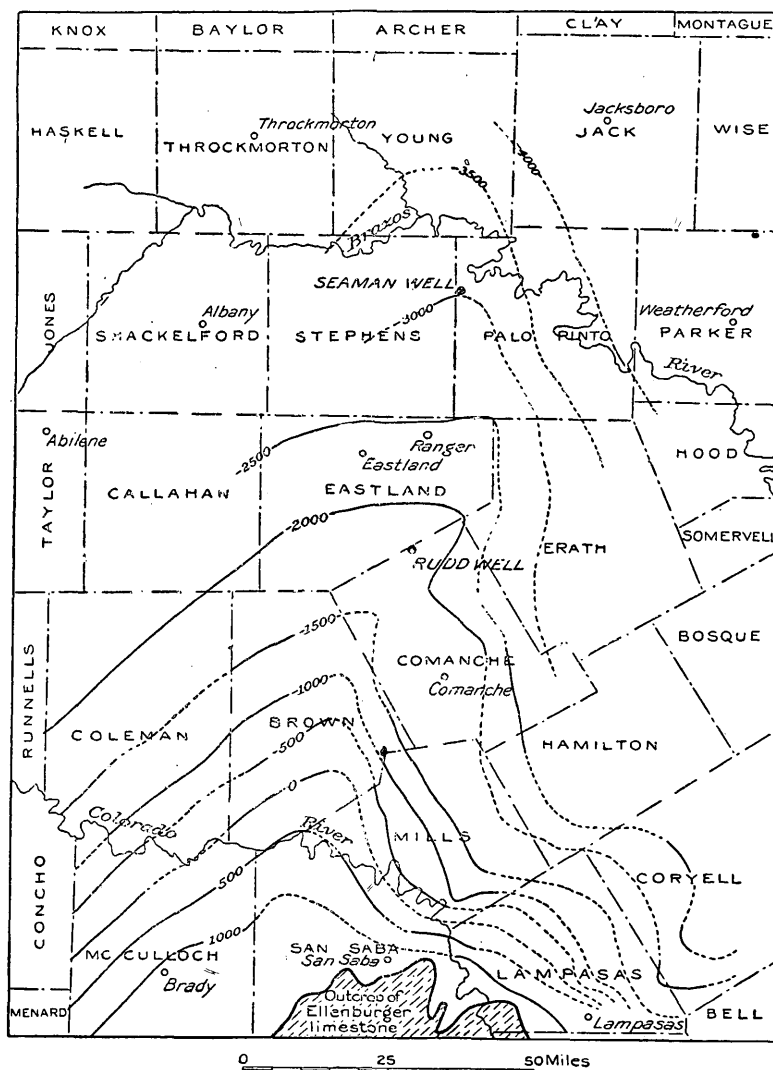 KNOX
BAYLOR
ARCHER
CLAY
MONTAGUE
HASKELL
Throckmorton
THROCKMORTON
YOUNG
Jacksboro
JACK
WISE
3500
4000
Brazos
SEAMAN WELL
JONES
Albany
SHACKELFORD
STEPHENS
-3000
PALO PINTO
Weatherford
PARKER
River
Abilene
TAYLOR
CALLAHAN
-2500
Ranger
Eastland
EASTLAND
HOOD
-2000
RUDD WELL
ERATH
SOMERVELL
RUNNELLS
-1500
COMANCHE
Comanche
BOSQUE
COLEMAN
-1000
BROWN
-500
0
HAMILTON
Colorado
River
MILLS
CONCHO
500
1000
CORYELL
MC CULLOCH
Brady
SAN SABA
San Saba
LAMPASAS
MENARD
Outcrop of
Ellenburger
limestone
Lampasas
BELL
0 25 50 Miles